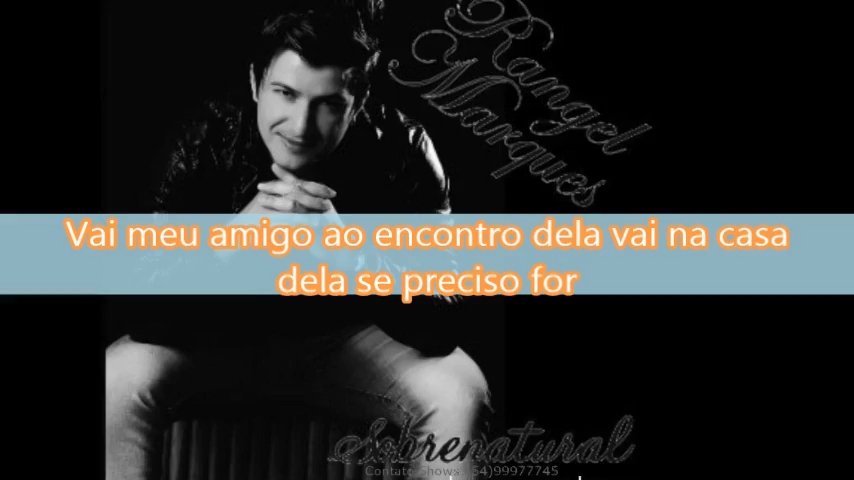 Rangel
Marques
Vai meu amigo ao encontro dela vai na casa
dela se preciso for
Sobrenatural
Contato Shows (54)99977745